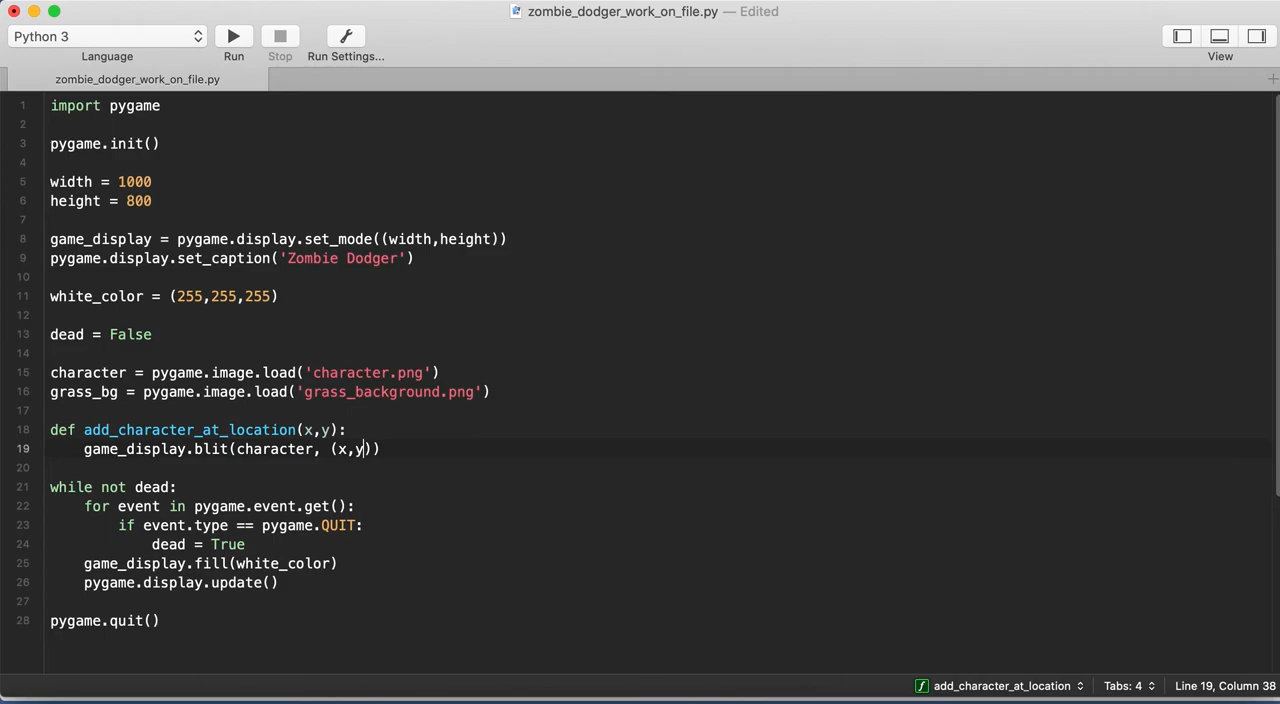 zombie_dodger_work_on_file.py — Edited
Python 3
Language
Run
Stop
Run Settings...
View
zombie_dodger_work_on_file.py
1 import pygame
2
3 pygame.init()
4
5 width = 1000
6 height = 800
7
8 game_display = pygame.display.set_mode((width,height))
9 pygame.display.set_caption('Zombie Dodger')
10
11 white_color = (255,255,255)
12
13 dead = False
14
15 character = pygame.image.load('character.png')
16 grass_bg = pygame.image.load('grass_background.png')
17
18 def add_character_at_location(x,y):
19     game_display.blit(character, (x,y))
20
21 while not dead:
22     for event in pygame.event.get():
23         if event.type == pygame.QUIT:
24             dead = True
25     game_display.fill(white_color)
26     pygame.display.update()
27
28 pygame.quit()
add_character_at_location
Tabs: 4
Line 19, Column 38